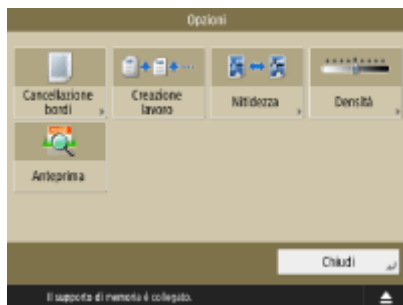 Opzioni
Cancellazione
bordi
Creazione
lavoro
Nitidezza
Densità
Anteprima
Chiudi
Il supporto di memoria è collegato.